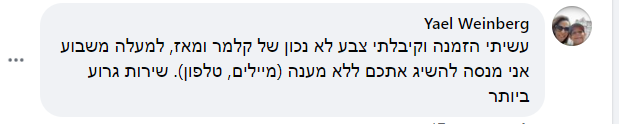 Yael Weinberg
עשיתי הזמנה וקיבלתי צבע לא נכון של קלמר ומאז, למעלה משבוע
אני מנסה להשיג אתכם ללא מענה (מיילים, טלפון). שירות גרוע
ביותר